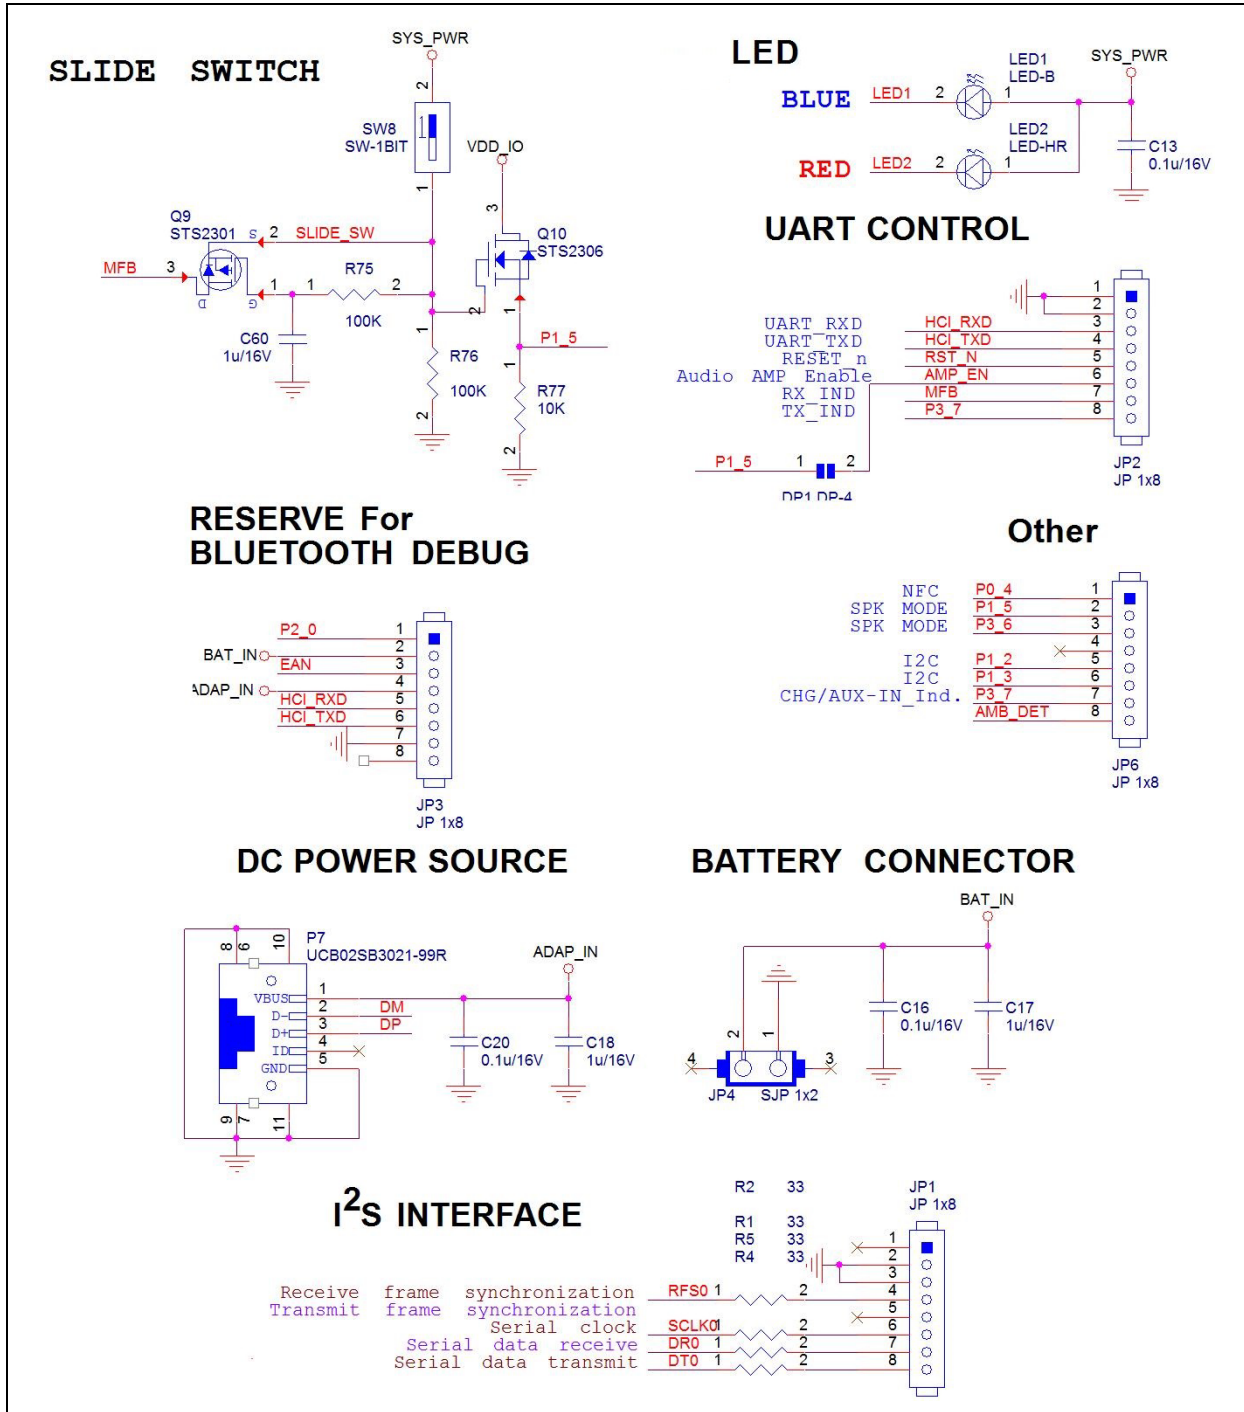 SLIDE SWITCH
SYS_PWR
2
SW8
SW-1BIT
1
1
VDD_IO
3
Q9
STS2301
S 2 SLIDE_SW
MFB 3
D
G
1
1 R75 2
100K
C60
1u/16V
Q10
STS2306
2
1
P1_5
1
R76
100K
2
1
R77
10K
2
LED
SYS_PWR
BLUE LED1 2 1
LED1
LED-B
LED2
LED-HR
RED LED2 2 1
C13
0.1u/16V
UART CONTROL
1
2
UART_RXD HCI_RXD 3
UART_TXD HCI_TXD 4
RESET_n RST_N 5
Audio AMP Enable AMP_EN 6
RX_IND MFB 7
TX_IND P3_7 8
P1_5 1 2
DP1 DP-4
JP2
JP 1x8
RESERVE For
BLUETOOTH DEBUG
P2_0 1
BAT_IN 2
EAN 3
ADAP_IN 4
HCI_RXD 5
HCI_TXD 6
7
8
JP3
JP 1x8
Other
NFC P0_4 1
SPK MODE P1_5 2
SPK MODE P3_6 3
4
I2C P1_2 5
I2C P1_3 6
CHG/AUX-IN_Ind. P3_7 7
AMB_DET 8
JP6
JP 1x8
DC POWER SOURCE
P7
UCB02SB3021-99R
8 6 10
VBUS 1
D- 2 DM
D+ 3 DP
ID 4
GND 5
9 7 11
ADAP_IN
C20
0.1u/16V
C18
1u/16V
BATTERY CONNECTOR
BAT_IN
C16
0.1u/16V
C17
1u/16V
2 1
4 3
JP4 SJP 1x2
I2S INTERFACE
R2 33
R1 33
R5 33
R4 33
JP1
JP 1x8
1
2
3
Receive frame synchronization RFS0 1 2 4
Transmit frame synchronization 5
Serial clock SCLK0 1 2 6
Serial data receive DR0 1 2 7
Serial data transmit DT0 1 2 8